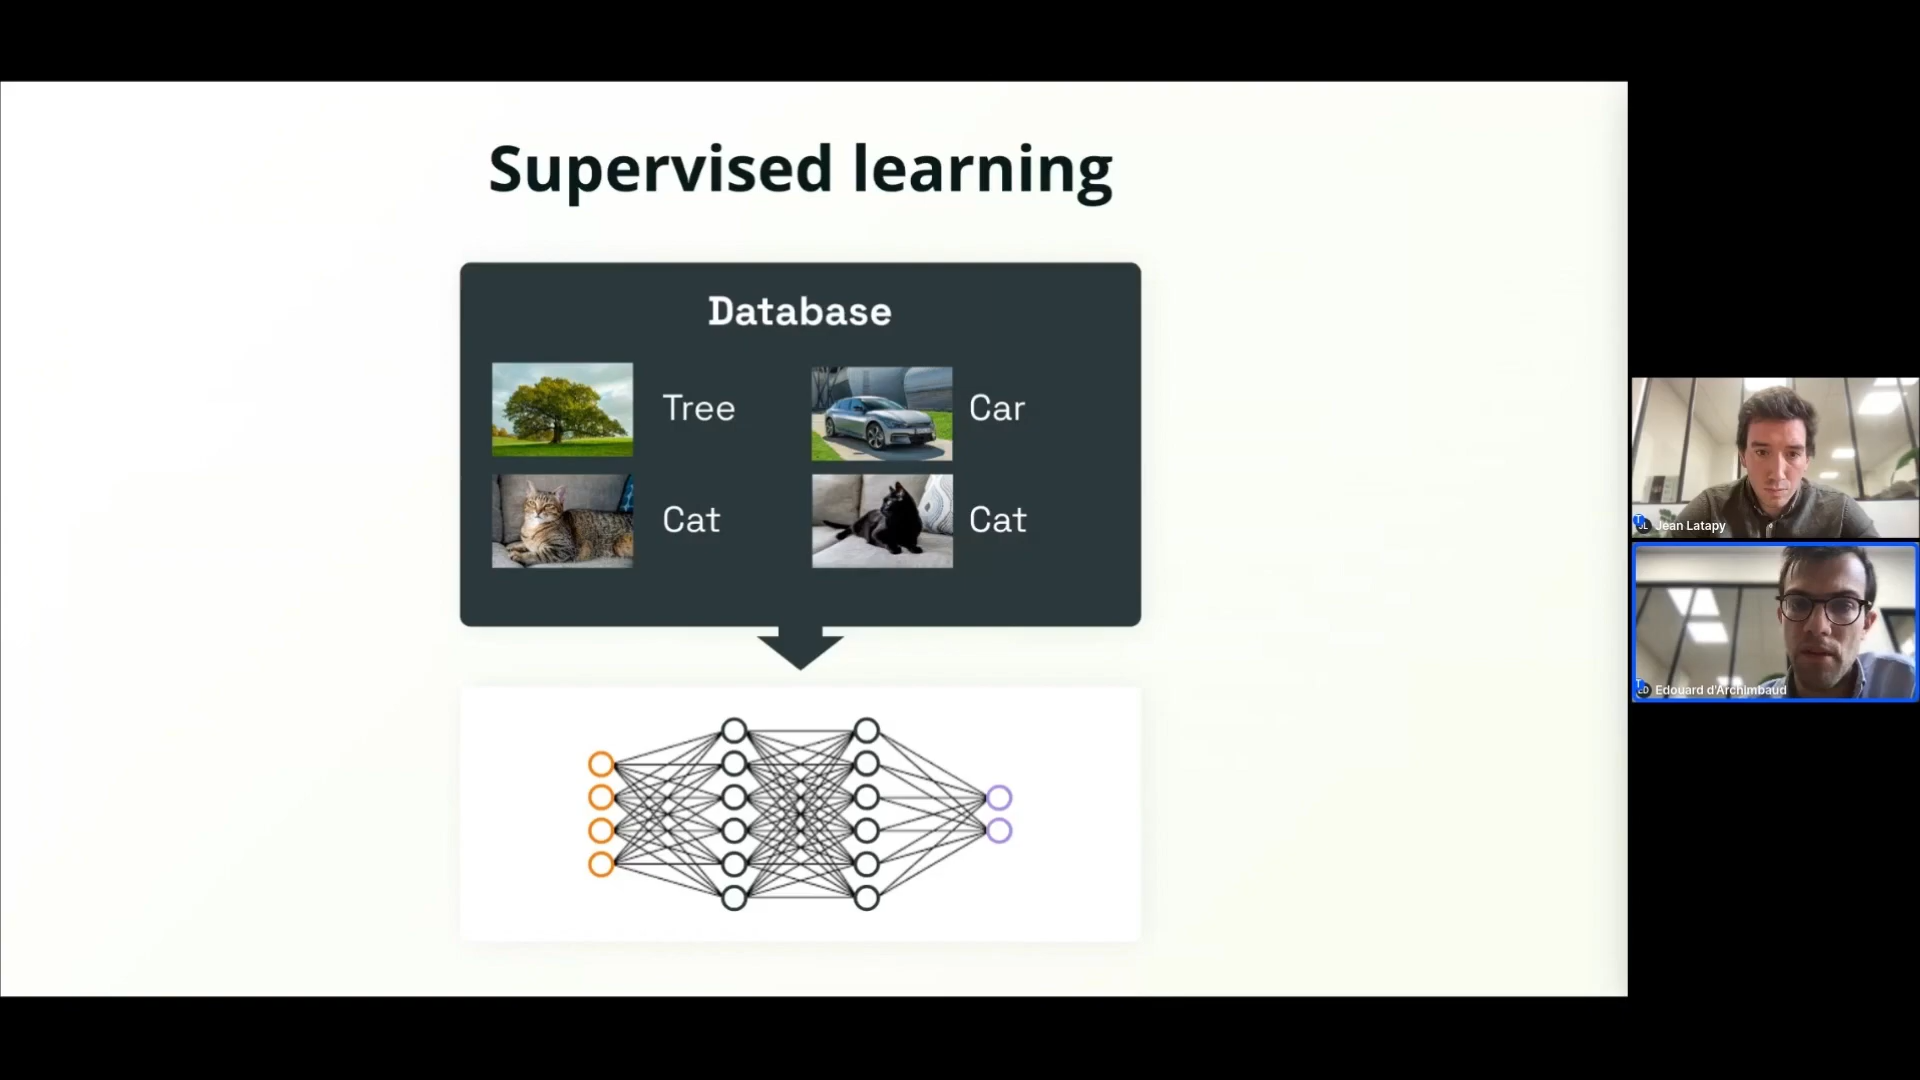 Supervised learning
Database
Tree
Car
Cat
Cat
Jean Latapy
Edouard d'Archimbaud